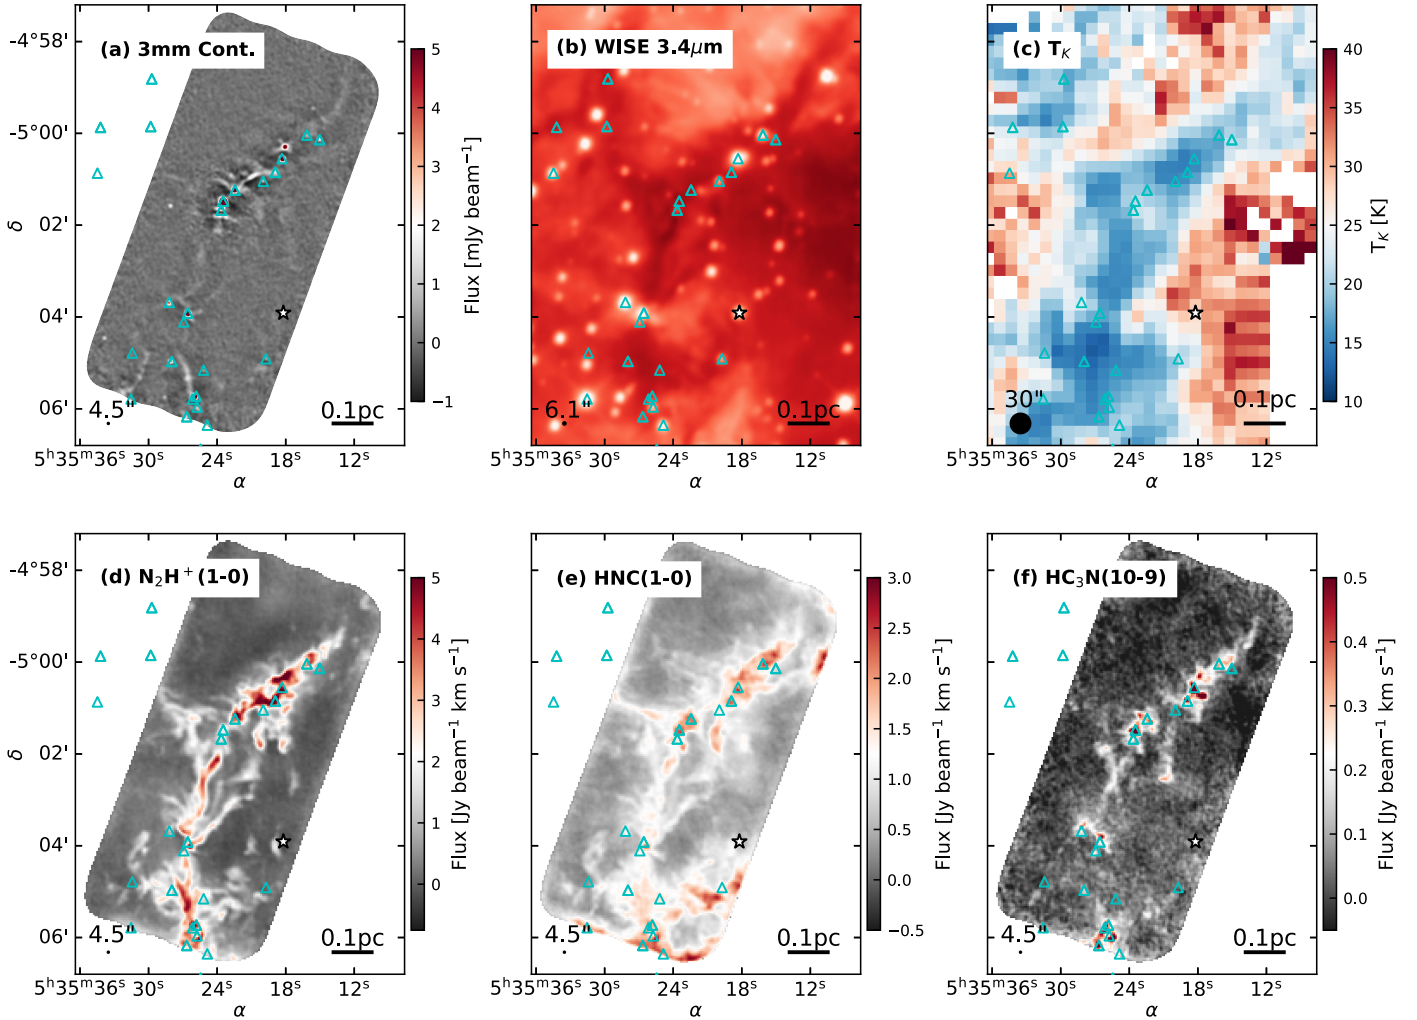 (a) 3mm Cont.
-4°58'
-5°00'
02'
04'
06'
δ
4.5"
0.1pc
5ʰ35ᵐ36ˢ 30ˢ 24ˢ 18ˢ 12ˢ
α
5
4
3
2
1
0
−1
Flux [mJy beam⁻¹]
(b) WISE 3.4μm
6.1"
0.1pc
5ʰ35ᵐ36ˢ 30ˢ 24ˢ 18ˢ 12ˢ
α
(c) T_K
30"
0.1pc
5ʰ35ᵐ36ˢ 30ˢ 24ˢ 18ˢ 12ˢ
α
40
35
30
25
20
15
10
T_K [K]
(d) N₂H⁺(1-0)
-4°58'
-5°00'
02'
04'
06'
δ
4.5"
0.1pc
5ʰ35ᵐ36ˢ 30ˢ 24ˢ 18ˢ 12ˢ
α
5
4
3
2
1
0
Flux [Jy beam⁻¹ km s⁻¹]
(e) HNC(1-0)
4.5"
0.1pc
5ʰ35ᵐ36ˢ 30ˢ 24ˢ 18ˢ 12ˢ
α
3.0
2.5
2.0
1.5
1.0
0.5
0.0
−0.5
Flux [Jy beam⁻¹ km s⁻¹]
(f) HC₃N(10-9)
4.5"
0.1pc
5ʰ35ᵐ36ˢ 30ˢ 24ˢ 18ˢ 12ˢ
α
0.5
0.4
0.3
0.2
0.1
0.0
Flux [Jy beam⁻¹ km s⁻¹]